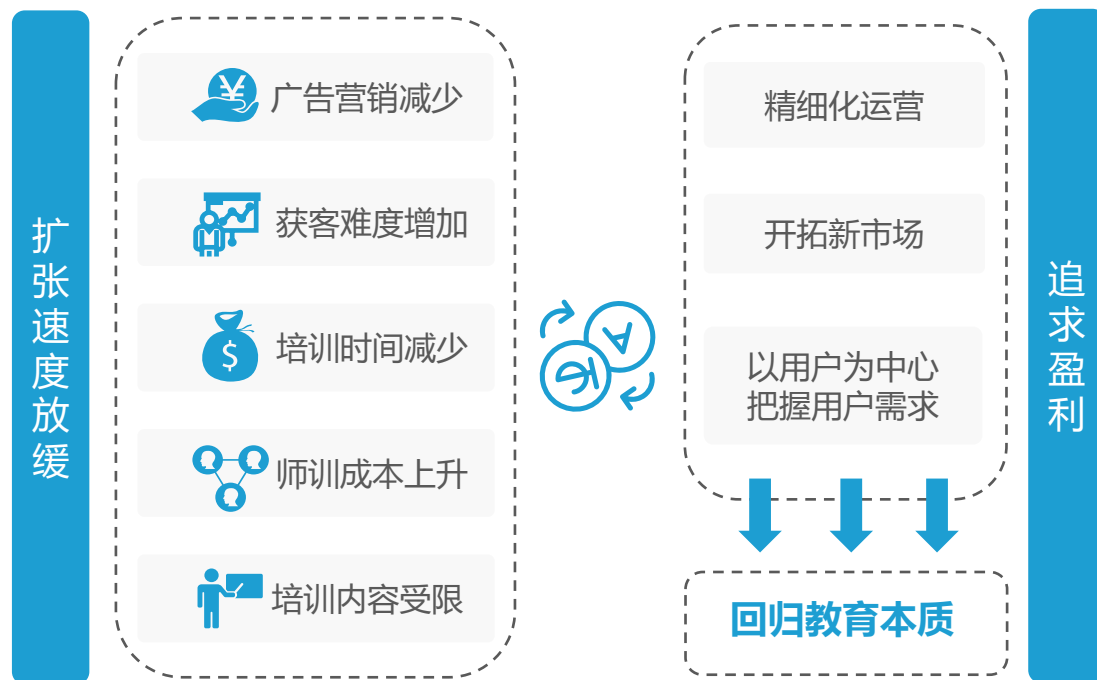 扩张速度放缓
广告营销减少
获客难度增加
培训时间减少
师训成本上升
培训内容受限
精细化运营
开拓新市场
以用户为中心
把握用户需求
回归教育本质
追求盈利